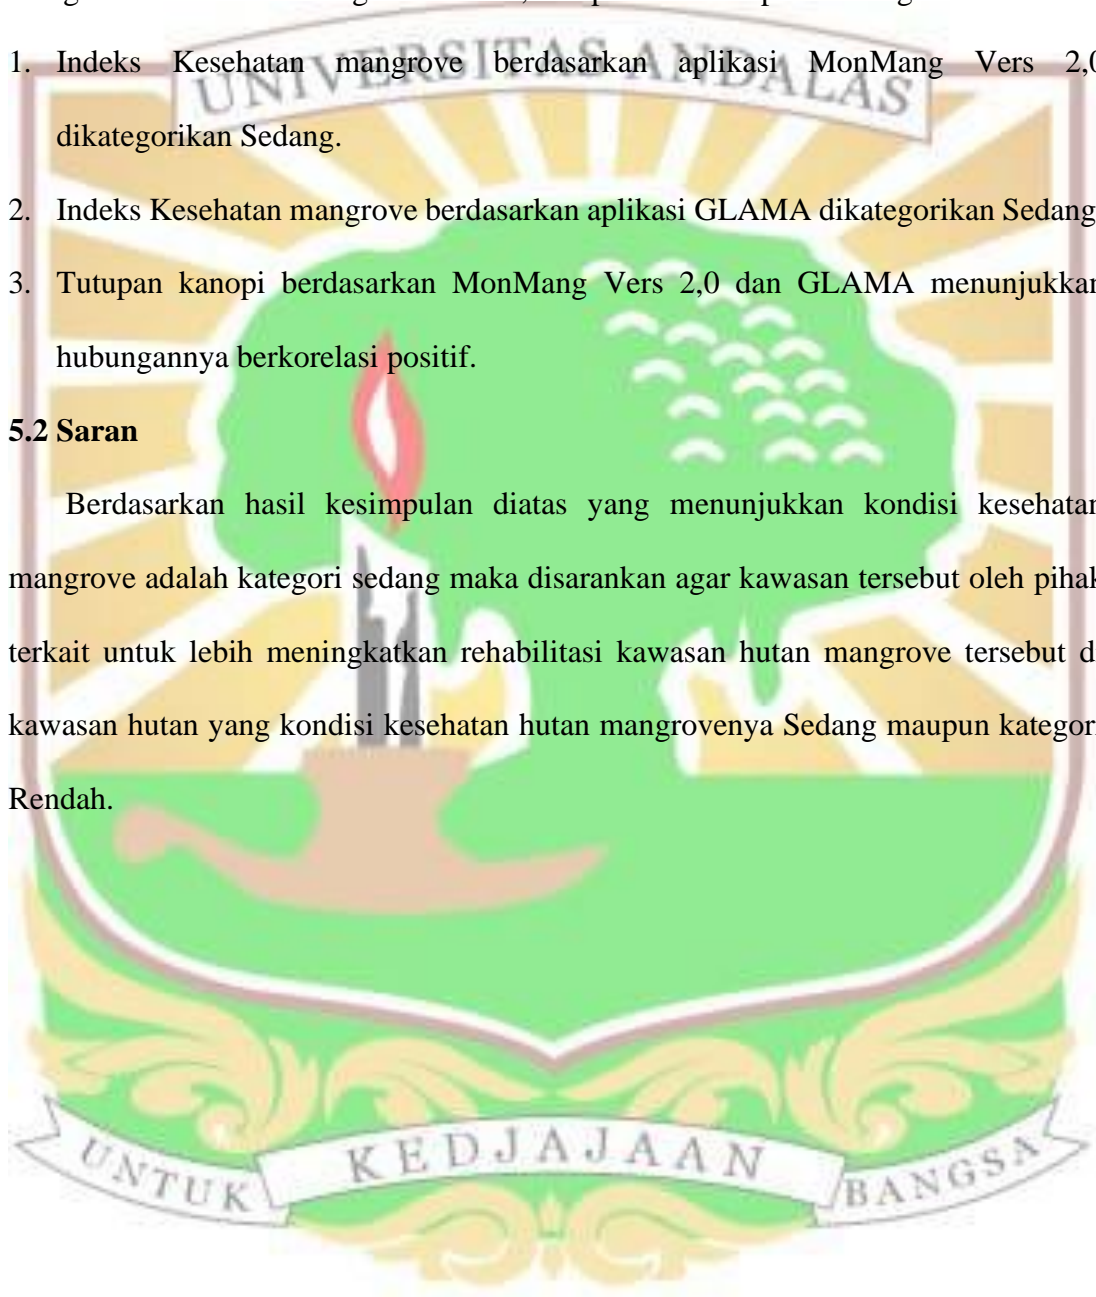 1. Indeks Kesehatan mangrove berdasarkan aplikasi MonMang Vers 2,0
dikategorikan Sedang.
2. Indeks Kesehatan mangrove berdasarkan aplikasi GLAMA dikategorikan Sedang
3. Tutupan kanopi berdasarkan MonMang Vers 2,0 dan GLAMA menunjukkan
hubungannya berkorelasi positif.
5.2 Saran
Berdasarkan hasil kesimpulan diatas yang menunjukkan kondisi kesehatan
mangrove adalah kategori sedang maka disarankan agar kawasan tersebut oleh pihak
terkait untuk lebih meningkatkan rehabilitasi kawasan hutan mangrove tersebut di
kawasan hutan yang kondisi kesehatan hutan mangrovenya Sedang maupun kategori
Rendah.
UNIVERSITAS ANDALAS
UNTUK KEDJAJAAN BANGSA